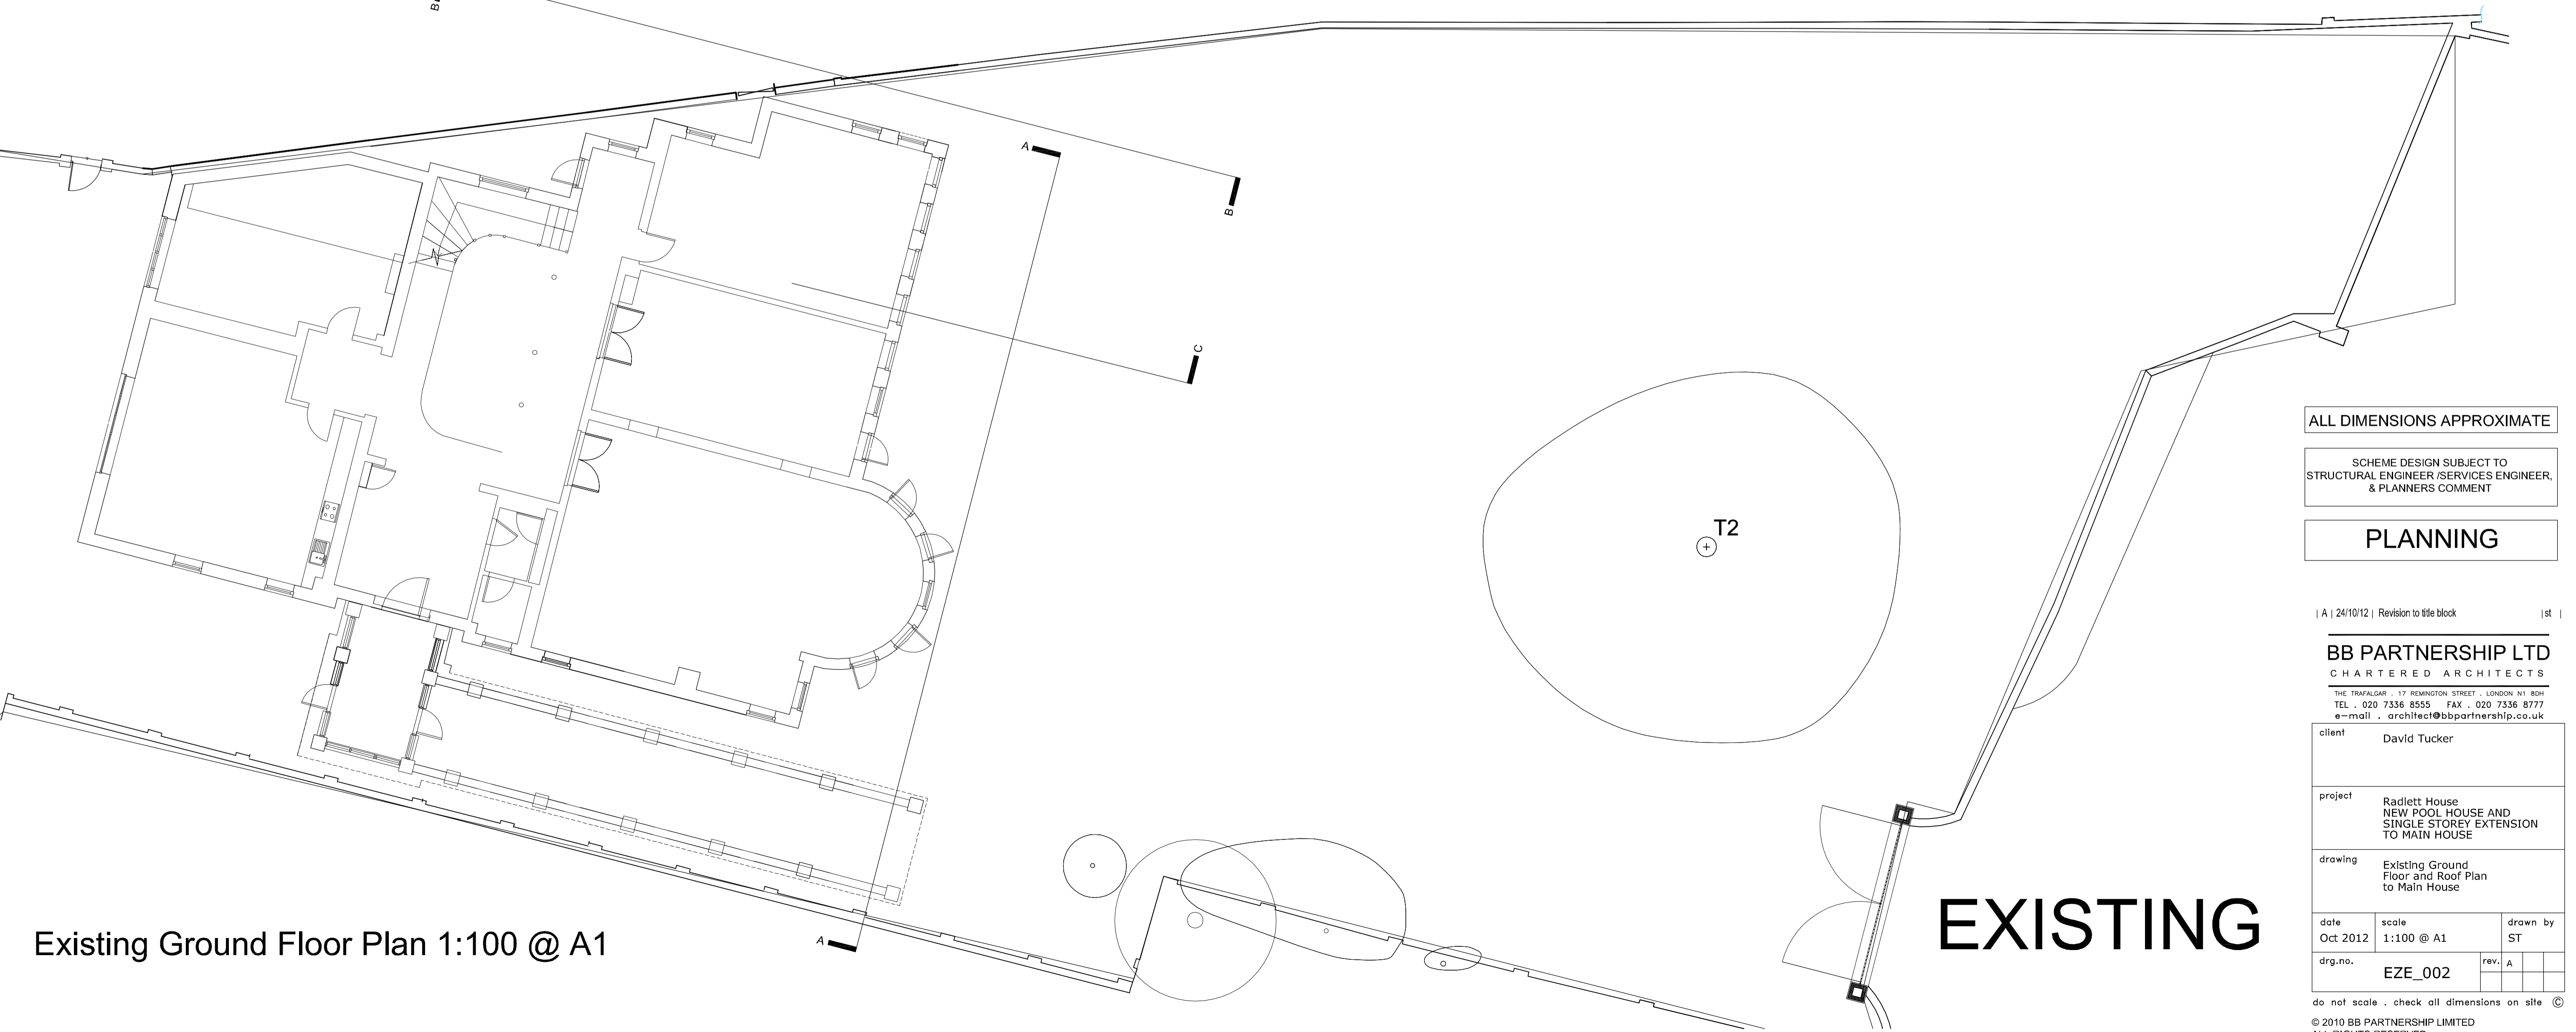 B
A
B
C
T2
A
Existing Ground Floor Plan 1:100 @ A1
EXISTING
ALL DIMENSIONS APPROXIMATE
SCHEME DESIGN SUBJECT TO
STRUCTURAL ENGINEER /SERVICES ENGINEER,
& PLANNERS COMMENT
PLANNING
| A | 24/10/12 | Revision to title block | st |
BB PARTNERSHIP LTD
CHARTERED ARCHITECTS
THE TRAFALGAR . 17 REMINGTON STREET . LONDON N1 8DH
TEL . 020 7336 8555 FAX . 020 7336 8777
e-mail . architect@bbpartnership.co.uk
client David Tucker
project Radlett House
NEW POOL HOUSE AND
SINGLE STOREY EXTENSION
TO MAIN HOUSE
drawing Existing Ground
Floor and Roof Plan
to Main House
date scale drawn by
Oct 2012 1:100 @ A1 ST
drg.no. EZE_002 rev. A
do not scale . check all dimensions on site ©
© 2010 BB PARTNERSHIP LIMITED
ALL RIGHTS RESERVED